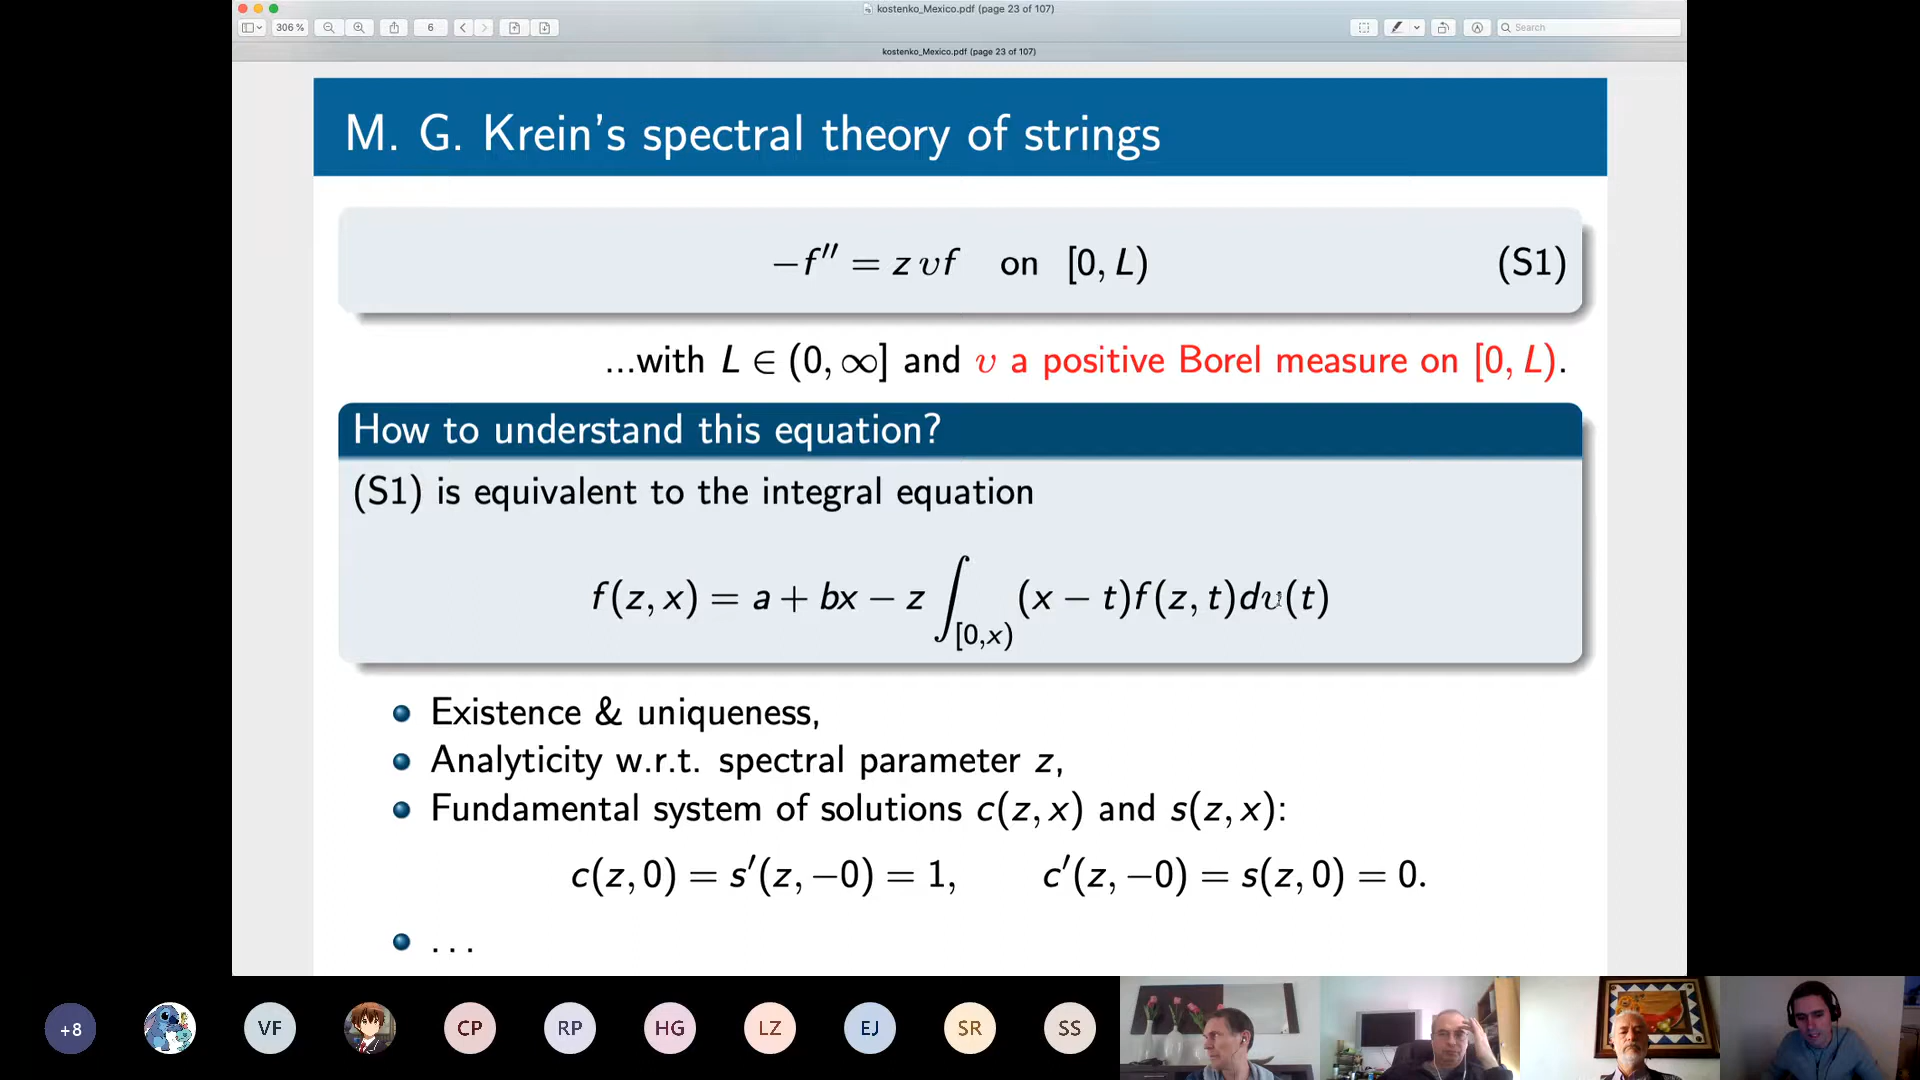 kostenko_Mexico.pdf (page 23 of 107)
306 %
6
Search
kostenko_Mexico.pdf (page 23 of 107)
M. G. Krein's spectral theory of strings
−f′′ = z υf on [0, L) (S1)
...with L ∈ (0, ∞] and υ a positive Borel measure on [0, L).
How to understand this equation?
(S1) is equivalent to the integral equation
f(z, x) = a + bx − z ∫[0,x) (x − t)f(z, t)dυ(t)
Existence & uniqueness,
Analyticity w.r.t. spectral parameter z,
Fundamental system of solutions c(z, x) and s(z, x):
c(z, 0) = s′(z, −0) = 1, c′(z, −0) = s(z, 0) = 0.
. . .
+8
VF
CP
RP
HG
LZ
EJ
SR
SS